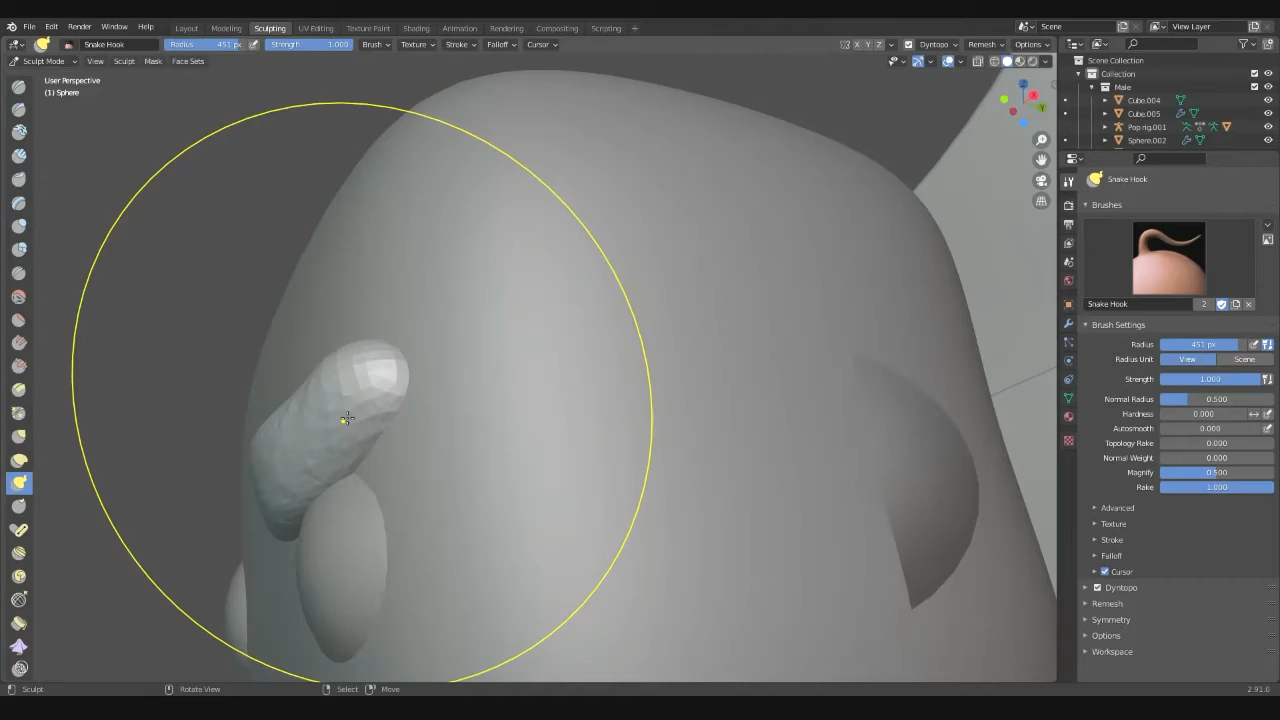 File Edit Render Window Help Layout Modeling Sculpting UV Editing Texture Paint Shading Animation Rendering Compositing Scripting + Scene View Layer
Snake Hook Radius 451 px Strength 1.000 Brush Texture Stroke Falloff Cursor X Y Z Dyntopo Remesh Options
Sculpt Mode View Sculpt Mask Face Sets
Scene Collection
Collection
Male
Cube.004
Cube.005
Pop rig.001
Sphere.002
User Perspective
(1) Sphere
Snake Hook
Brushes
Snake Hook 2
Brush Settings
Radius 451 px
Radius Unit View Scene
Strength 1.000
Normal Radius 0.500
Hardness 0.000
Autosmooth 0.000
Topology Rake 0.000
Normal Weight 0.000
Magnify 0.500
Rake 1.000
Advanced
Texture
Stroke
Falloff
Cursor
Dyntopo
Remesh
Symmetry
Options
Workspace
Sculpt Rotate View Select Move 2.91.0